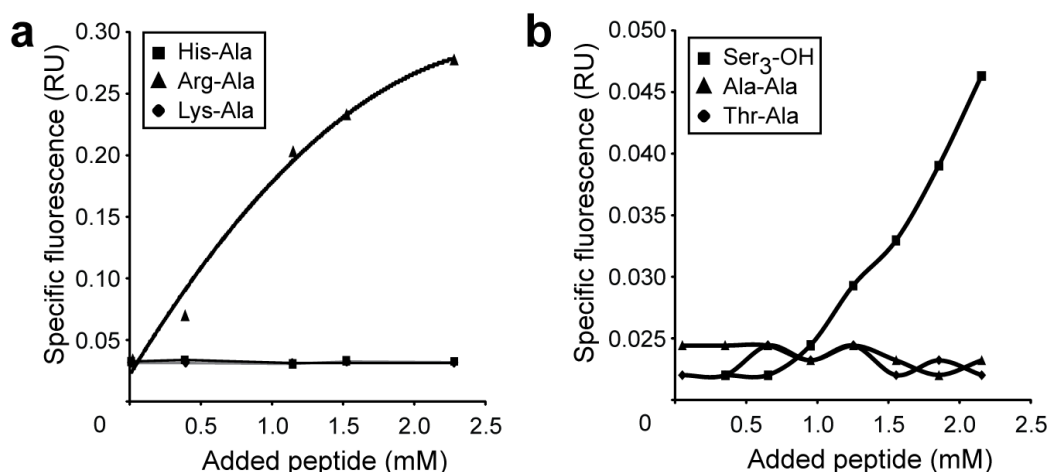 a
Specific fluorescence (RU)
0.30
0.25
0.20
0.15
0.10
0.05
His-Ala
Arg-Ala
Lys-Ala
0 0.5 1.0 1.5 2.0 2.5
Added peptide (mM)
b
Specific fluorescence (RU)
0.050
0.045
0.040
0.035
0.030
0.025
Ser3-OH
Ala-Ala
Thr-Ala
0 0.5 1.0 1.5 2.0 2.5
Added peptide (mM)